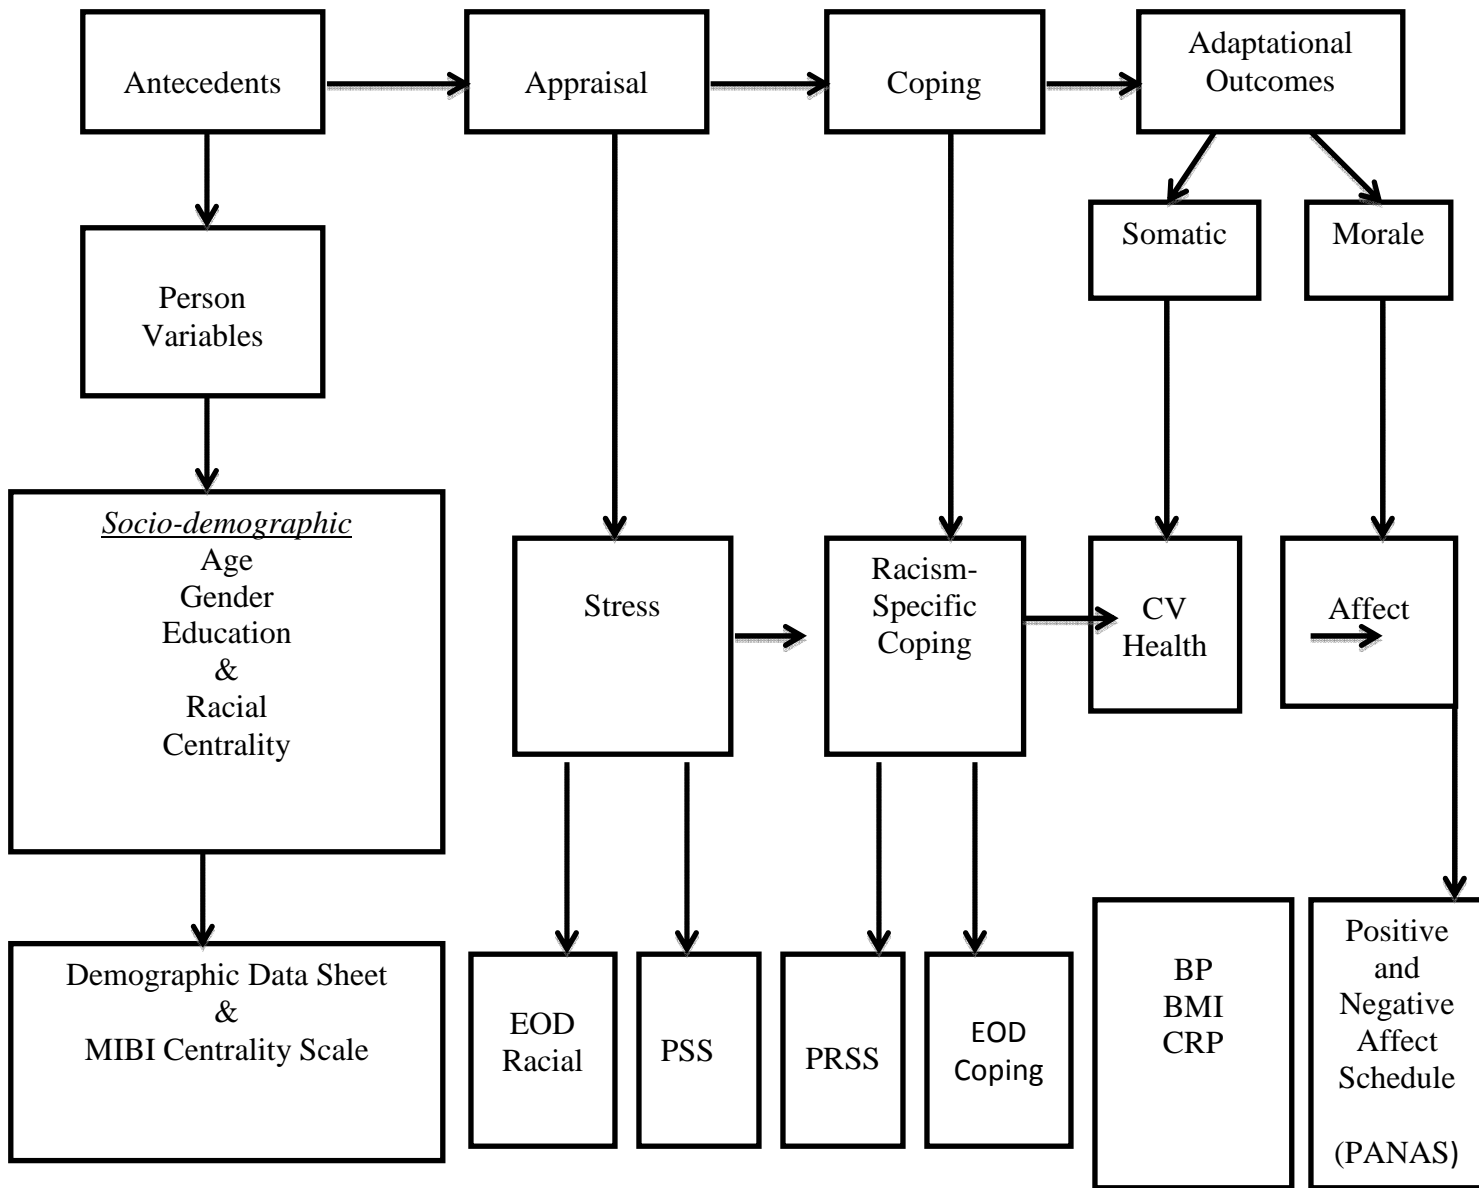 Antecedents
Appraisal
Coping
Adaptational
Outcomes
Somatic
Morale
Person
Variables
Socio-demographic
Age
Gender
Education
&
Racial
Centrality
Stress
Racism-
Specific
Coping
CV
Health
Affect
Demographic Data Sheet
&
MIBI Centrality Scale
EOD
Racial
PSS
PRSS
EOD
Coping
BP
BMI
CRP
Positive
and
Negative
Affect
Schedule
(PANAS)